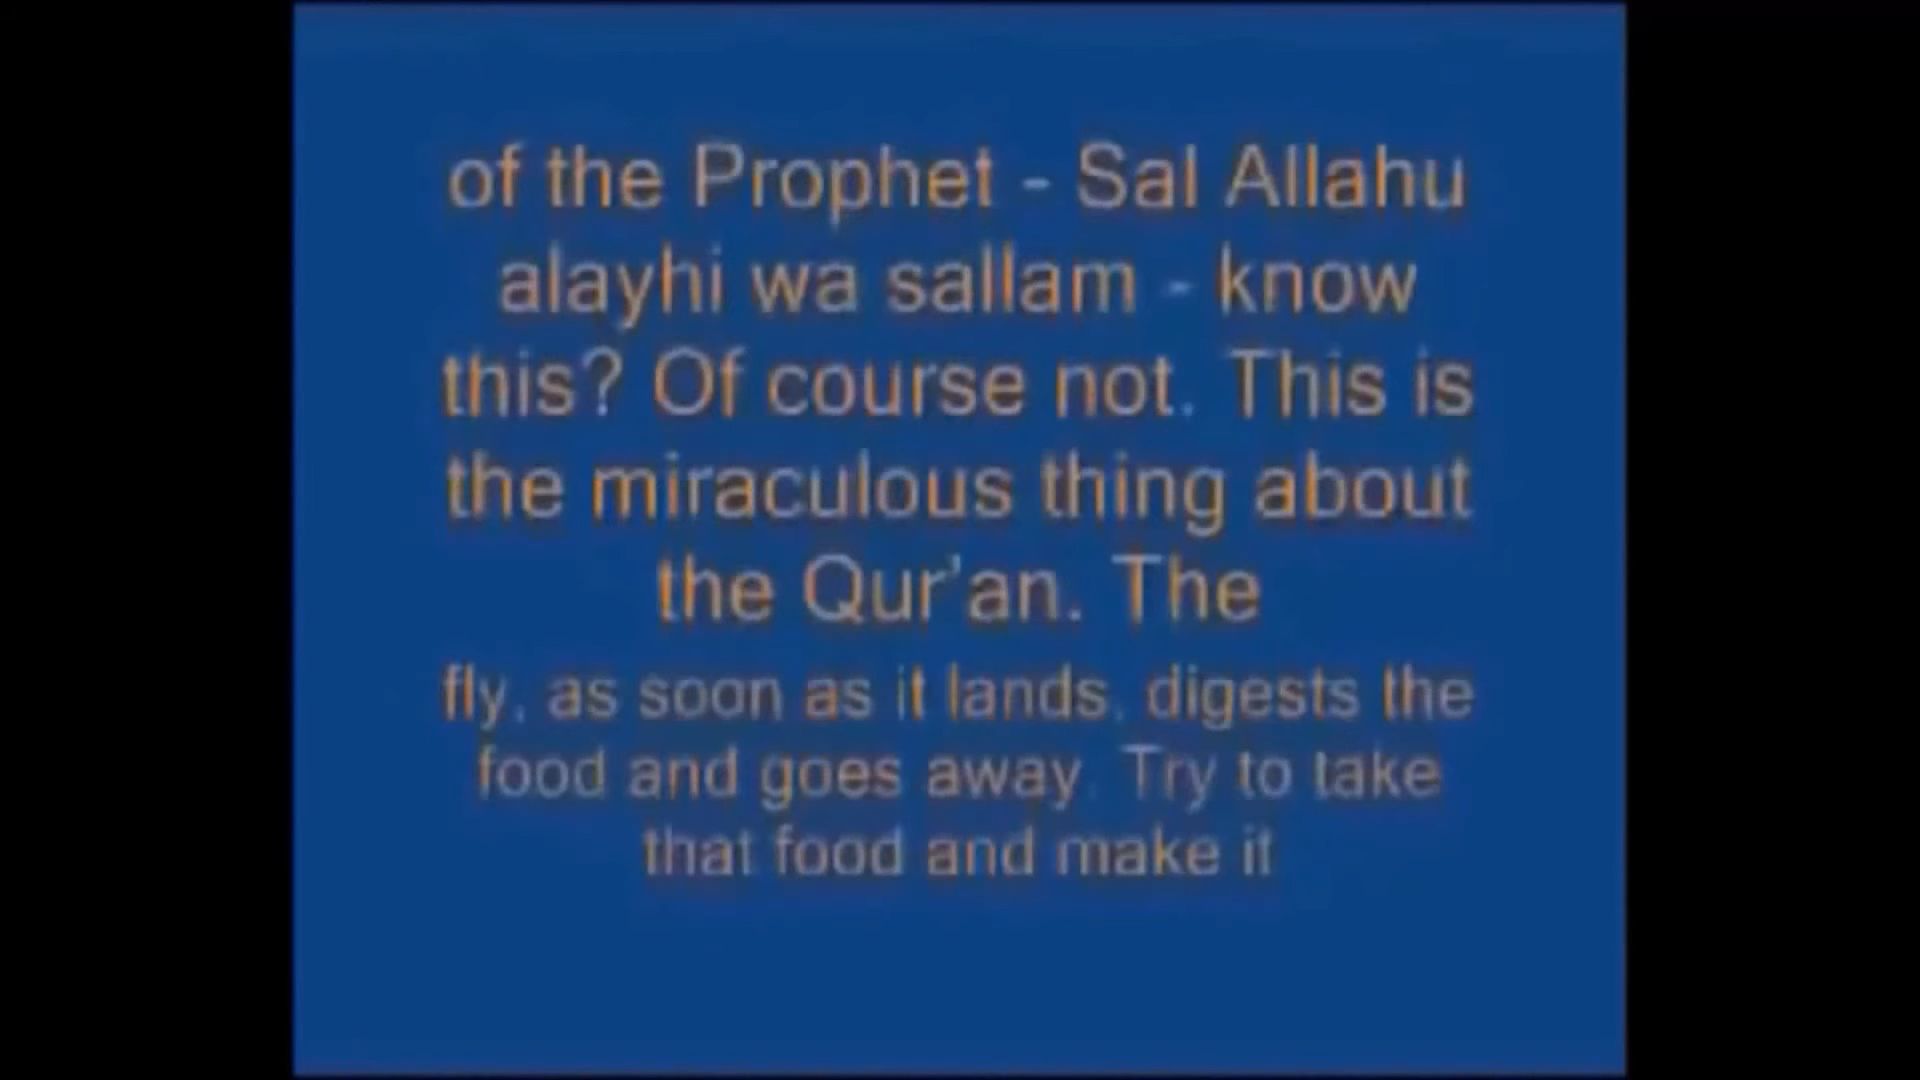 of the Prophet - Sal Allahu
alayhi wa sallam - know
this? Of course not. This is
the miraculous thing about
the Qur’an. The
fly, as soon as it lands, digests the
food and goes away. Try to take
that food and make it